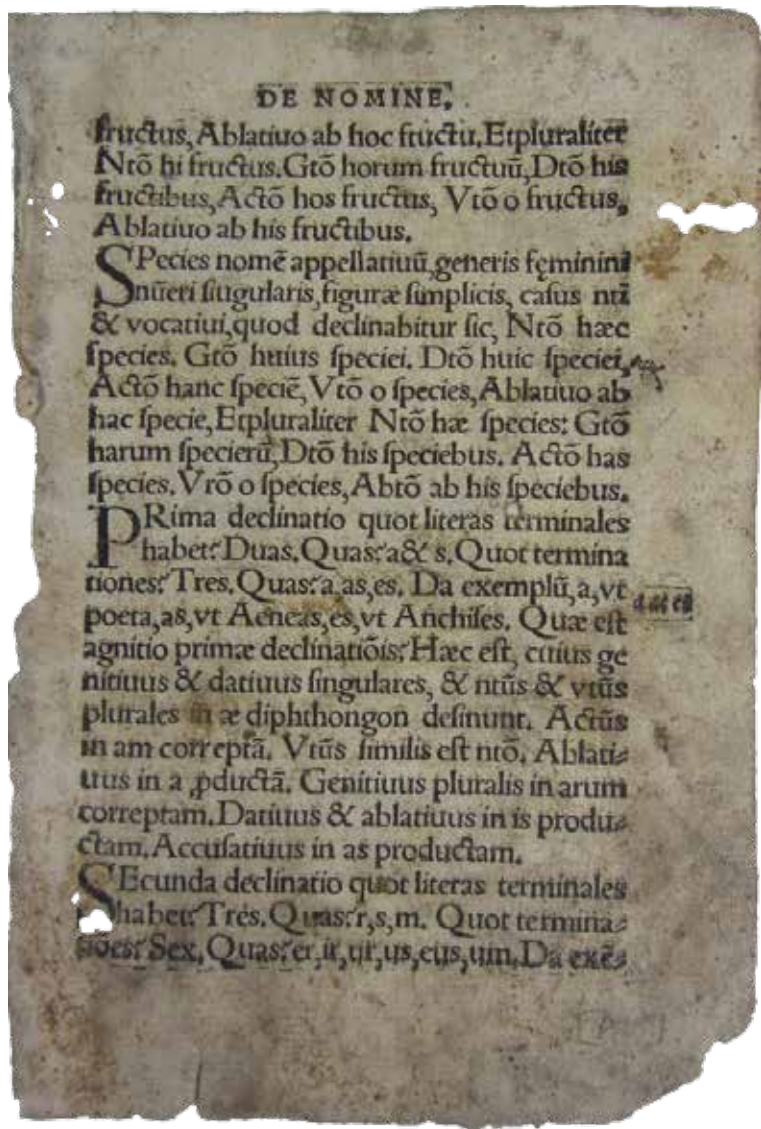 DE NOMINE.
fructus, Ablatiuo ab hoc fructu. Etpluraliter
Ntō hi fructus. Gtō horum fructuū, Dtō his
fructibus, Actō hos fructus, Vtō o fructus,
Ablatiuo ab his fructibus.
SPecies nomē appellatiuū, generis fęminini
nūeri singularis, figuræ simplicis, casus ntī
& vocatiui, quod declinabitur sic, Ntō hæc
species. Gtō huius speciei. Dtō huic speciei,
Actō hanc speciē, Vtō o species, Ablatiuo ab
hac specie, Etpluraliter Ntō hæ species: Gtō
harum specierū, Dtō his speciebus. Actō has
species. Vtō o species, Abtō ab his speciebus.
PRima declinatio quot literas terminales
habet? Duas. Quas? a & s. Quot termina
tiones? Tres. Quas? a, as, es. Da exemplū, a, vt
poeta, as, vt Aeneas, es, vt Anchises. Quæ est
agnitio primæ declinatiōis? Hæc est, cuius ge
nitiuus & datiuus singulares, & ntūs & vtūs
plurales in æ diphthongon desinunt. Actūs
in am correptā. Vtūs similis est ntō. Ablati⸗
uus in a ꝓductā. Genitiuus pluralis in arum
correptam. Datiuus & ablatiuus in is produ⸗
ctam. Accusatiuus in as productam.
SEcunda declinatio quot literas terminales
habet? Tres. Quas? r, s, m. Quot termina⸗
tiōes? Sex. Quas? er, ir, ur, us, eus, um. Da exē⸗